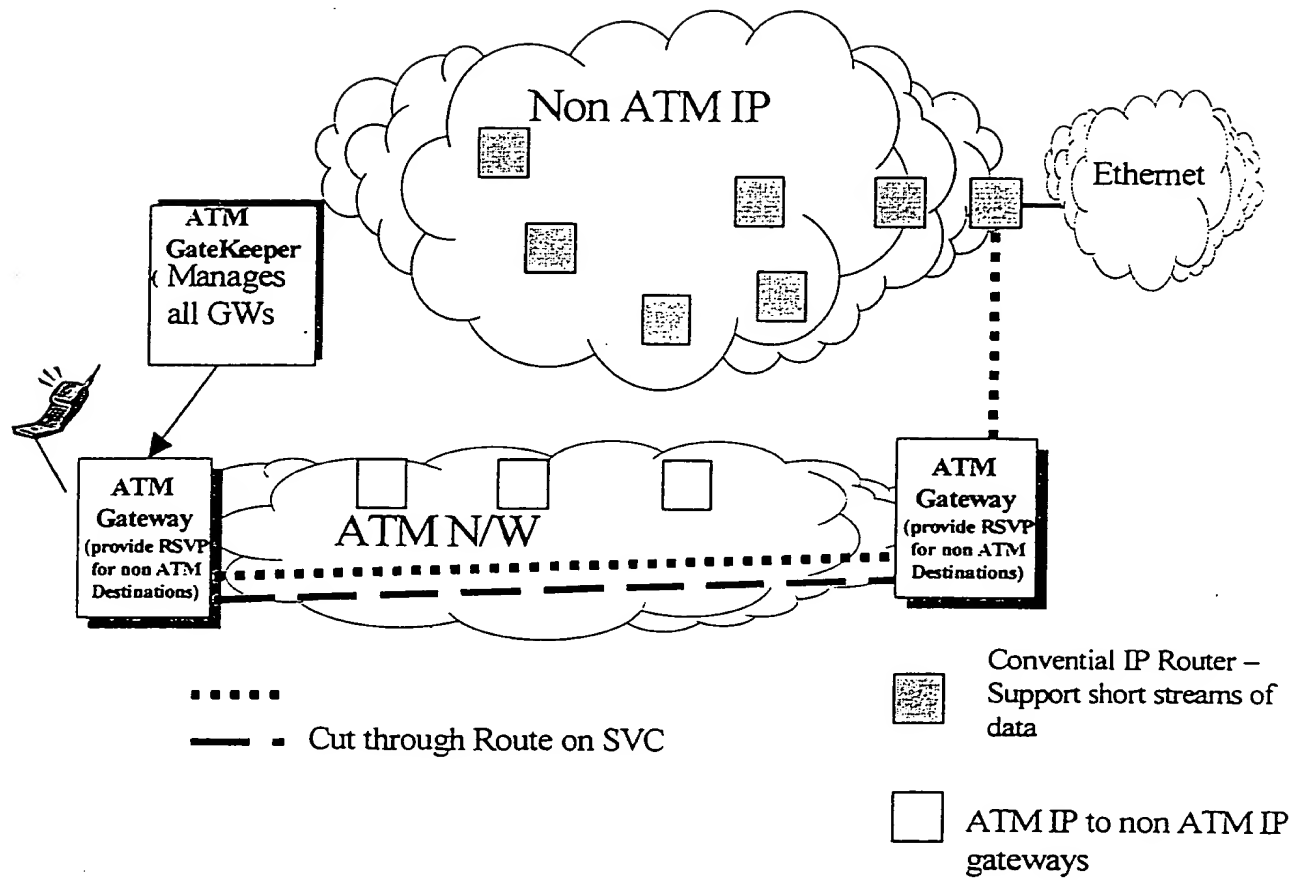 Non ATM IP
Ethernet
ATM
GateKeeper
( Manages
all GWs
ATM
Gateway
(provide RSVP
for non ATM
Destinations)
ATM N/W
ATM
Gateway
(provide RSVP
for non ATM
Destinations)
Cut through Route on SVC
Convential IP Router –
Support short streams of
data
ATM IP to non ATM IP
gateways